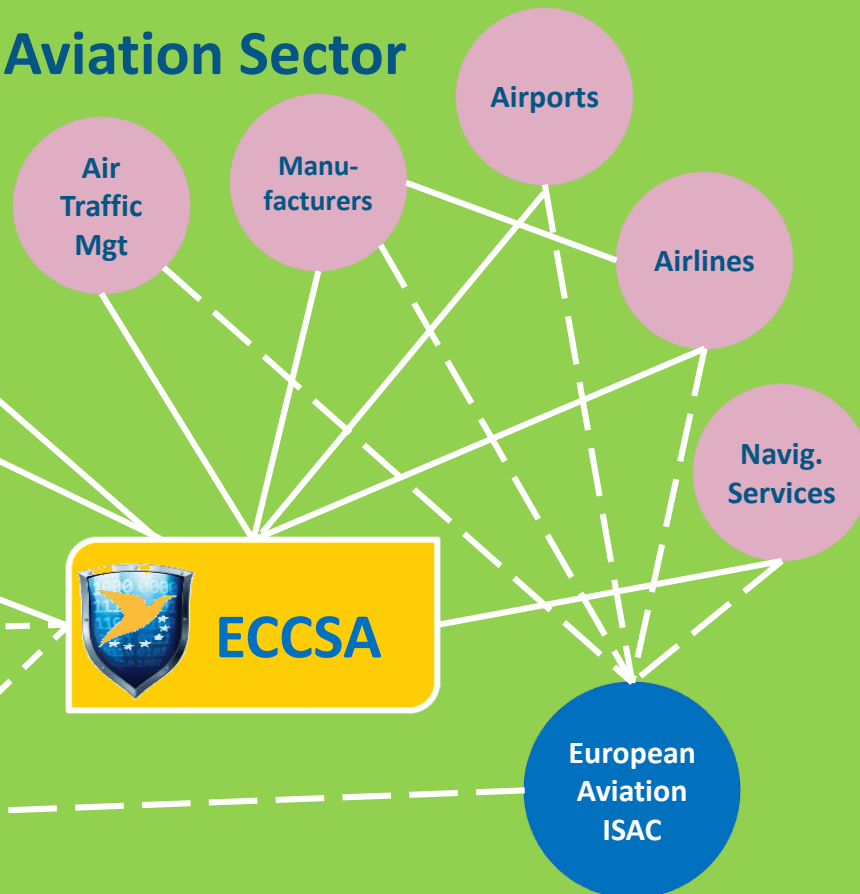 Aviation Sector
Airports
Air
Traffic
Mgt
Manu-
facturers
Airlines
Navig.
Services
ECCSA
European
Aviation
ISAC